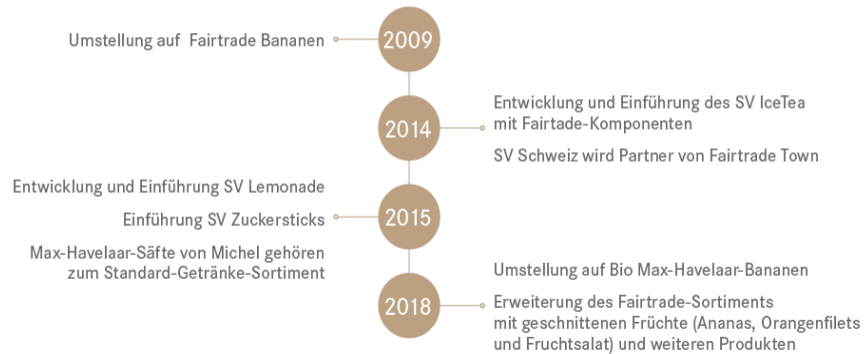 Umstellung auf Fairtrade Bananen
2009
2014
Entwicklung und Einführung des SV IceTea
mit Fairtade-Komponenten
SV Schweiz wird Partner von Fairtrade Town
Entwicklung und Einführung SV Lemonade
Einführung SV Zuckersticks
Max-Havelaar-Säfte von Michel gehören
zum Standard-Getränke-Sortiment
2015
2018
Umstellung auf Bio Max-Havelaar-Bananen
Erweiterung des Fairtrade-Sortiments
mit geschnittenen Früchte (Ananas, Orangenfilets
und Fruchtsalat) und weiteren Produkten